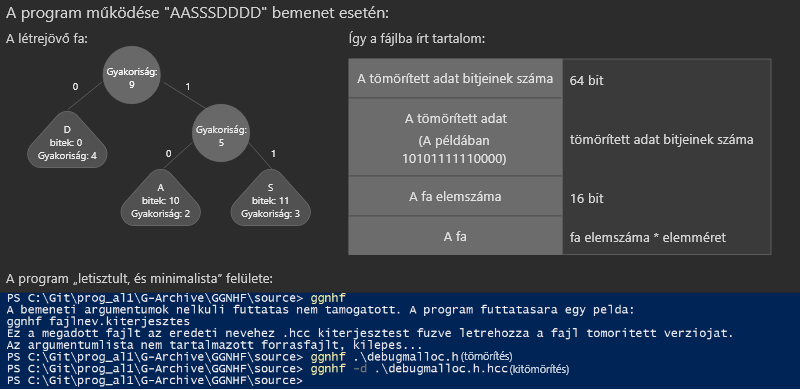 A program működése "AASSSDDDD" bemenet esetén:
A létrejövő fa:
Gyakoriság:
9
0
1
D
bitek: 0
Gyakoriság: 4
Gyakoriság:
5
0
1
A
bitek: 10
Gyakoriság: 2
S
bitek: 11
Gyakoriság: 3
Így a fájlba írt tartalom:
A tömörített adat bitjeinek száma
64 bit
A tömörített adat
(A példában
10101111110000)
tömörített adat bitjeinek száma
A fa elemszáma
16 bit
A fa
fa elemszáma * elemméret
A program „letisztult, és minimalista” felülete:
PS C:\Git\prog_al1\G-Archive\GGNHF\source> ggnhf
A bemeneti argumentumok nelkuli futtatas nem tamogatott. A program futtatasara egy pelda:
ggnhf fajlnev.kiterjesztes
Ez a megadott fajlt az eredeti nevehez .hcc kiterjesztest fuzve letrehozza a fajl tomoritett verziojat.
Az argumentumlista nem tartalmazott forrasfajlt, kilepes...
PS C:\Git\prog_al1\G-Archive\GGNHF\source> ggnhf .\debugmalloc.h (tömörítés)
PS C:\Git\prog_al1\G-Archive\GGNHF\source> ggnhf -d .\debugmalloc.h.hcc (kitömörítés)
PS C:\Git\prog_al1\G-Archive\GGNHF\source>